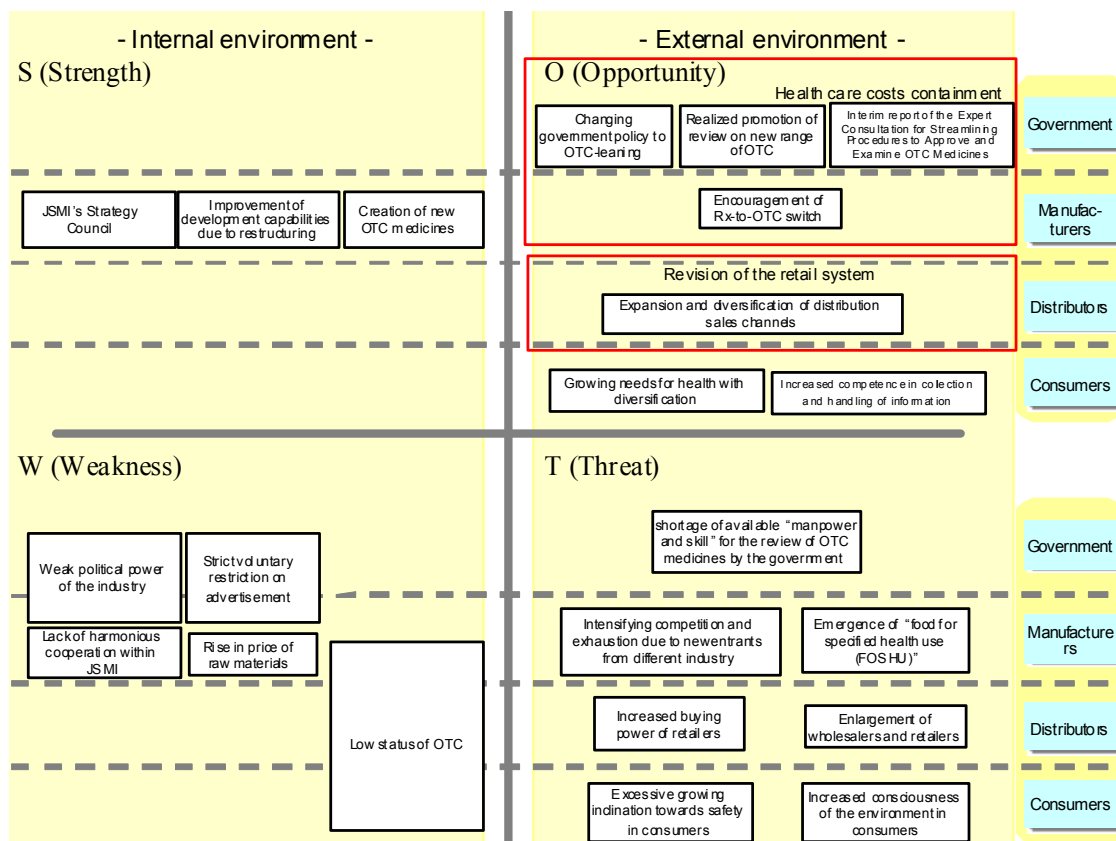 - Internal environment -
- External environment -
S (Strength)
O (Opportunity)
Health care costs containment
Changing
government policy to
OTC-leaning
Realized promotion of
review on new range
of OTC
Interim report of the Expert
Consultation for Streamlining
Procedures to Approve and
Examine OTC Medicines
Government
JSMI's Strategy
Council
Improvement of
development capabilities
due to restructuring
Creation of new
OTC medicines
Encouragement of
Rx-to-OTC switch
Manufac-
turers
Revision of the retail system
Expansion and diversification of distribution
sales channels
Distributors
Growing needs for health with
diversification
Increased competence in collection
and handling of information
Consumers
W (Weakness)
T (Threat)
Weak political power
of the industry
Strict voluntary
restriction on
advertisement
shortage of available “manpower
and skill” for the review of OTC
medicines by the government
Government
Lack of harmonious
cooperation within
JSMI
Rise in price of
raw materials
Intensifying competition and
exhaustion due to new entrants
from different industry
Emergence of “food for
specified health use
(FOSHU)”
Manufacture
rs
Low status of OTC
Increased buying
power of retailers
Enlargement of
wholesalers and retailers
Distributors
Excessive growing
inclination towards safety
in consumers
Increased consciousness
of the environment in
consumers
Consumers